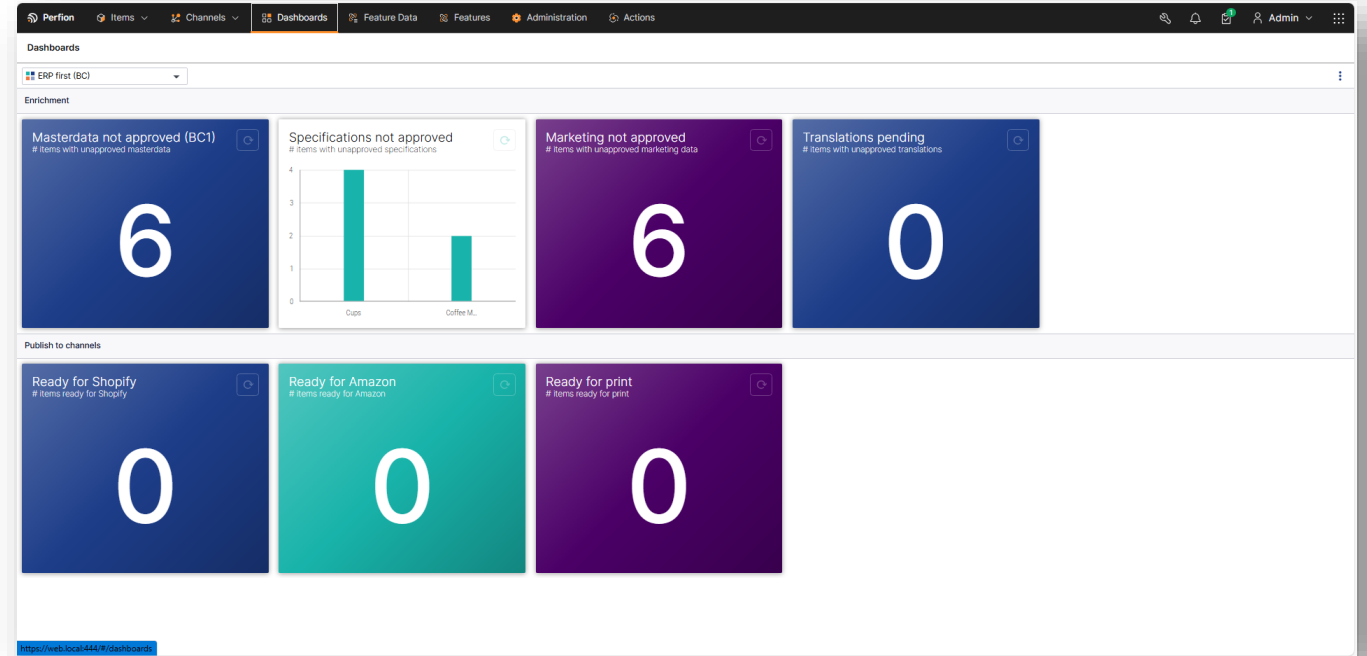 Perfion Items Channels Dashboards Feature Data Features Administration Actions 1 Admin
Dashboards
ERP first (BC)
Enrichment
Masterdata not approved (BC1)
# items with unapproved masterdata
6
Specifications not approved
# items with unapproved specifications
4
3
2
1
0
Cups Coffee M...
Marketing not approved
# items with unapproved marketing data
6
Translations pending
# items with unapproved translations
0
Publish to channels
Ready for Shopify
# items ready for Shopify
0
Ready for Amazon
# items ready for Amazon
0
Ready for print
# items ready for print
0
https://web.local:444/#/dashboards